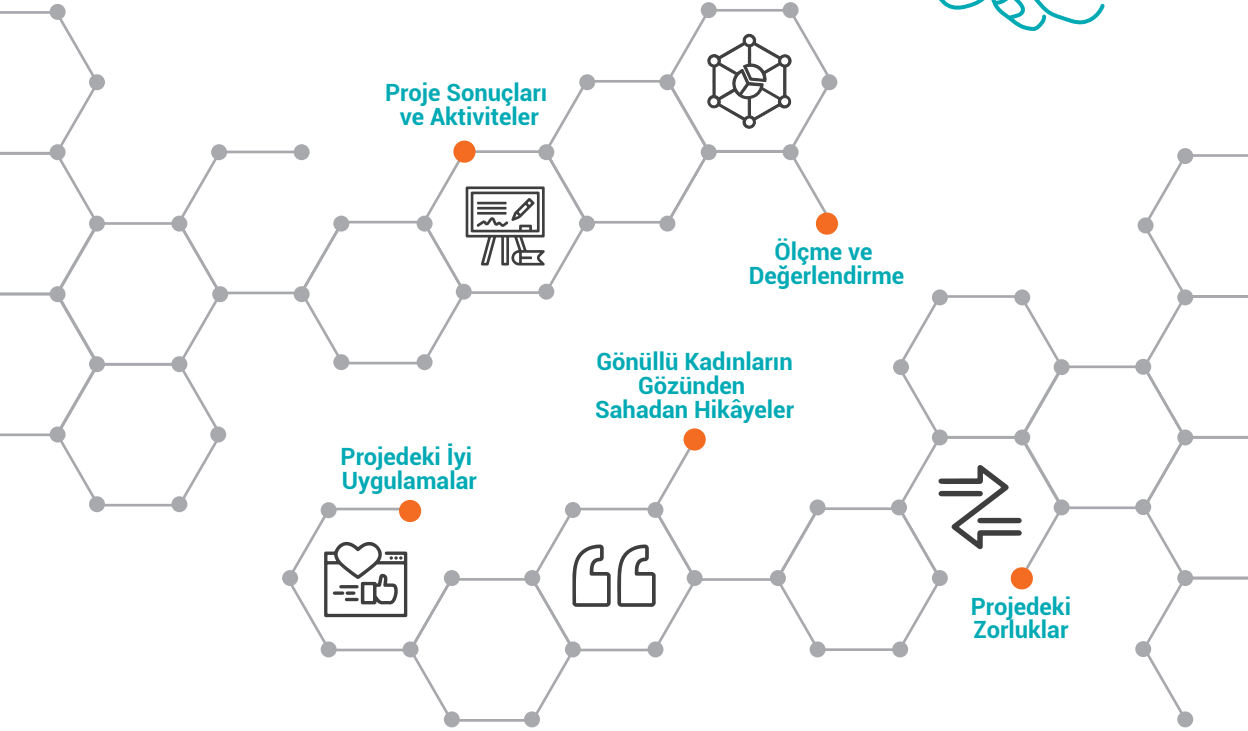 Proje Sonuçları
ve Aktiviteler
Ölçme ve
Değerlendirme
Gönüllü Kadınların
Gözünden
Sahadan Hikâyeler
Projedeki İyi
Uygulamalar
Projedeki
Zorluklar